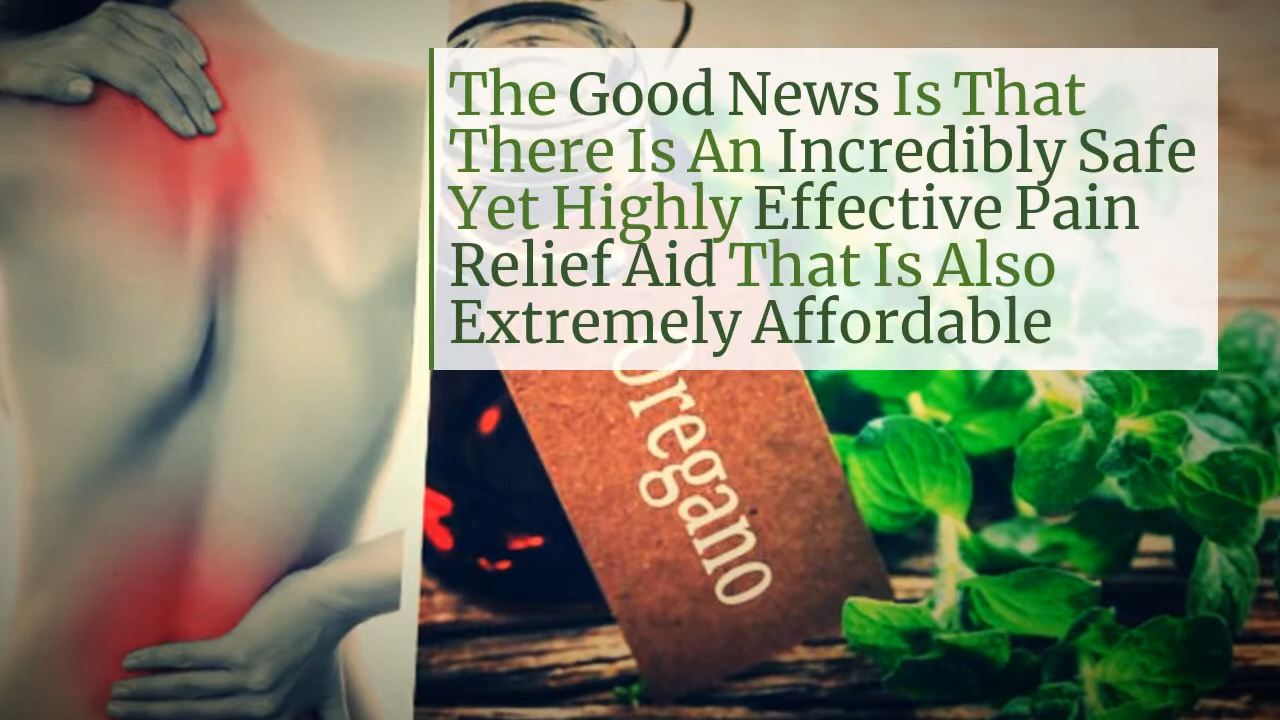 The Good News Is That
There Is An Incredibly Safe
Yet Highly Effective Pain
Relief Aid That Is Also
Extremely Affordable
Oregano